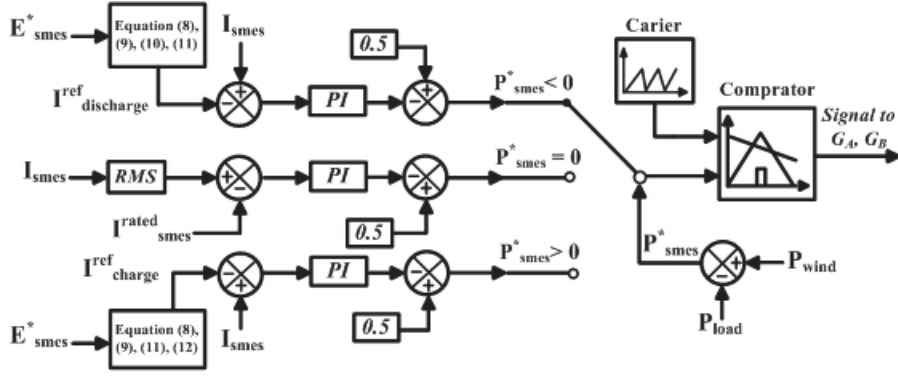 E*smes
Equation (8),
(9), (10), (11)
Ismes
0.5
Iref discharge
PI
P*smes < 0
Carier
Comprator
Signal to
GA, GB
Ismes
RMS
PI
P*smes = 0
Irated smes
0.5
Iref charge
PI
P*smes > 0
P*smes
Pwind
Pload
0.5
E*smes
Equation (8),
(9), (11), (12)
Ismes